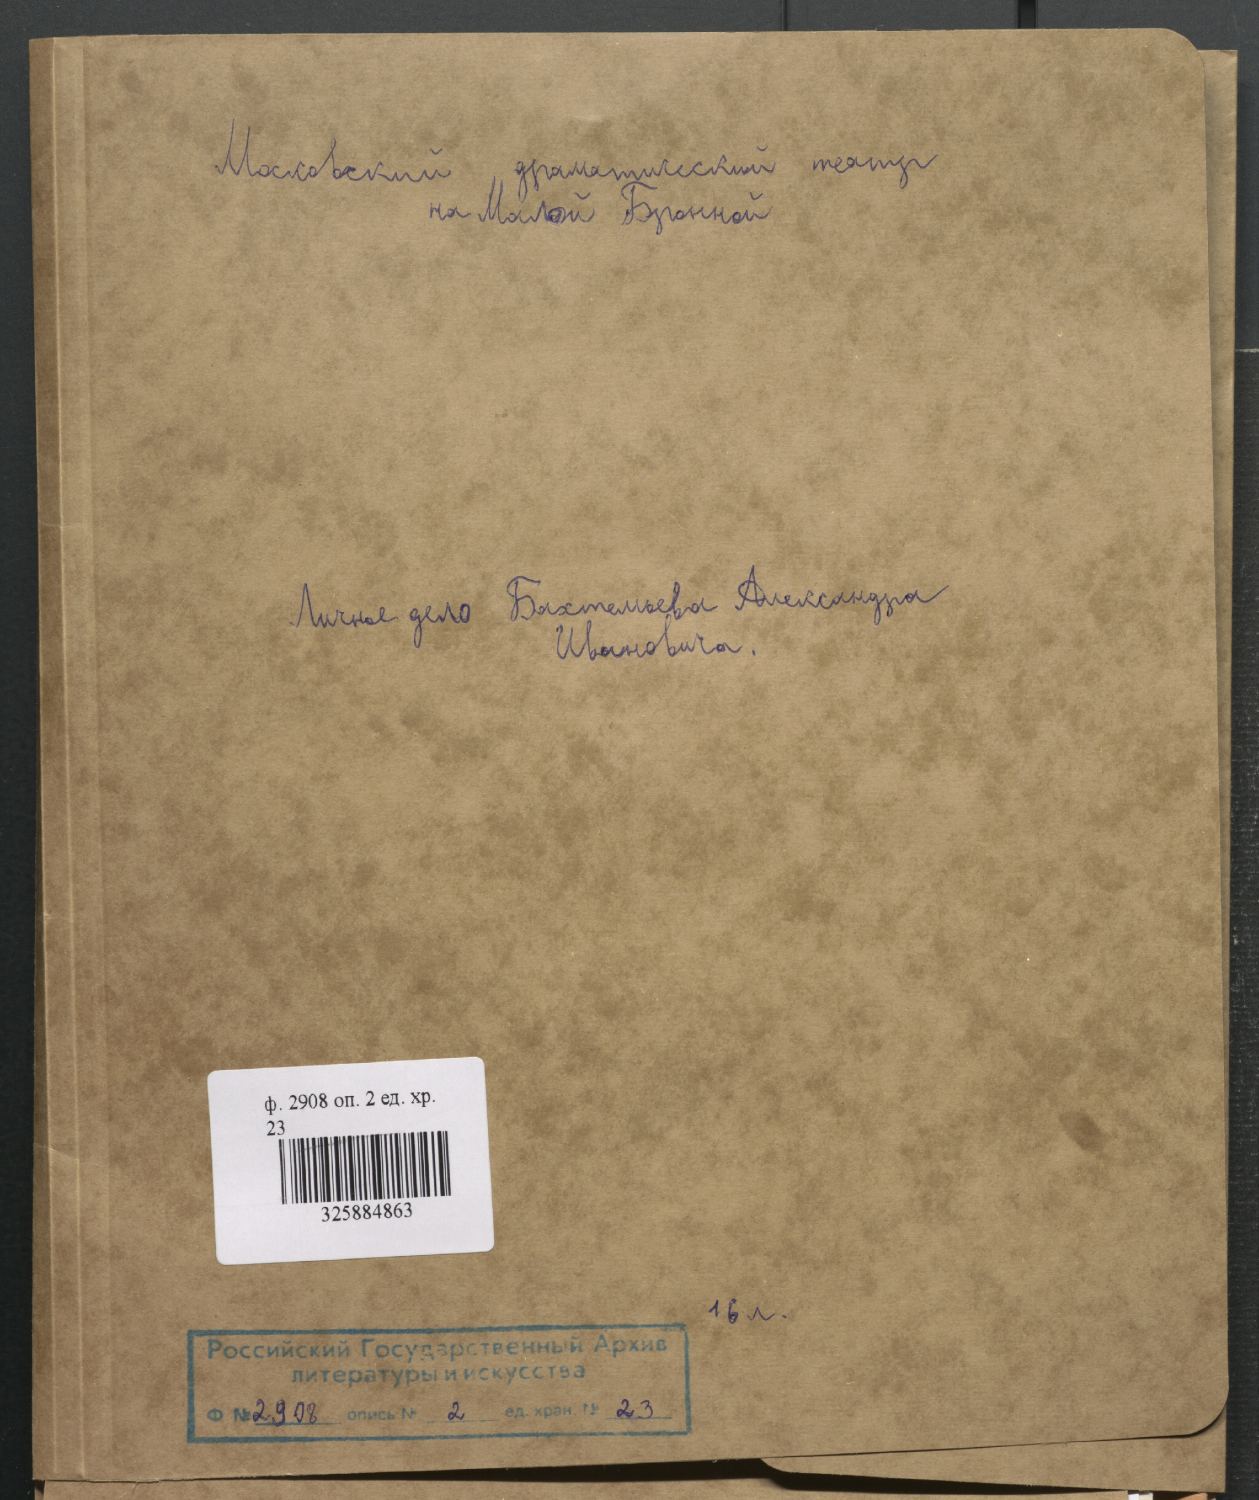 Московский драматический театр
на Малой Бронной
Личное дело Бахтемьева Александра
Ивановича.
ф. 2908 оп. 2 ед. хр.
23
325884863
16 л.
Российский Государственный Архив
литературы и искусства
Ф №2908 опись № 2 ед. хран. № 23